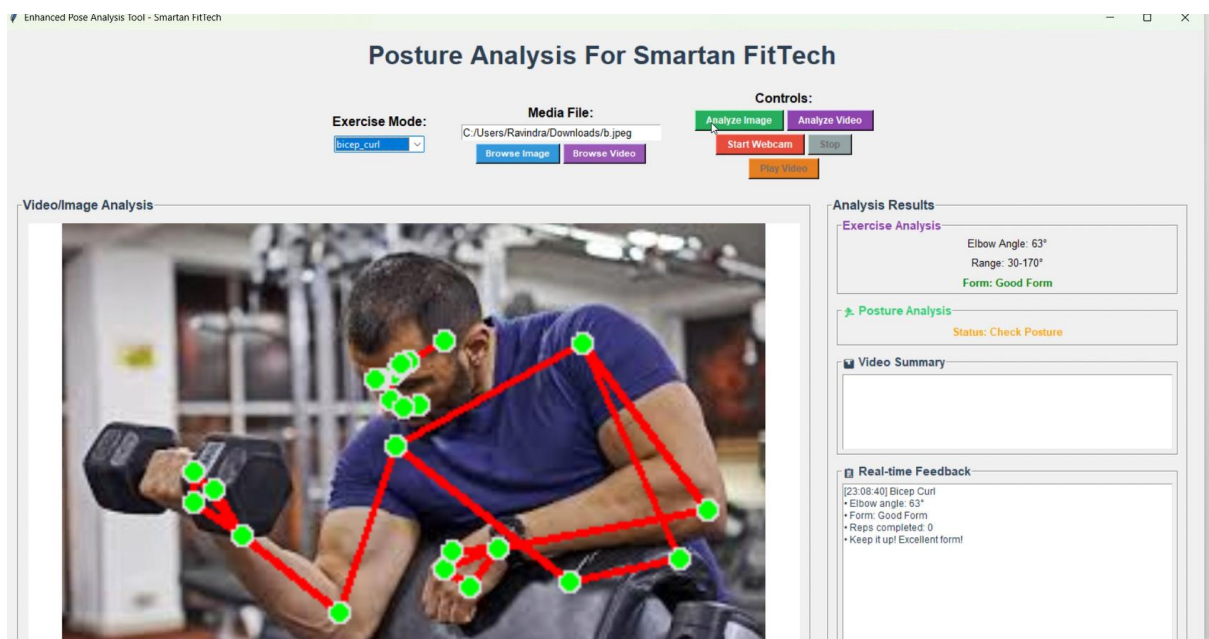 Enhanced Pose Analysis Tool - Smartan FitTech
Posture Analysis For Smartan FitTech
Exercise Mode:
bicep_curl
Media File:
C:/Users/Ravindra/Downloads/b.jpeg
Browse Image Browse Video
Controls:
Analyze Image Analyze Video
Start Webcam Stop
Play Video
Video/Image Analysis
Analysis Results
Exercise Analysis
Elbow Angle: 63°
Range: 30-170°
Form: Good Form
Posture Analysis
Status: Check Posture
Video Summary
Real-time Feedback
[23:08:40] Bicep Curl
• Elbow angle: 63°
• Form: Good Form
• Reps completed: 0
• Keep it up! Excellent form!